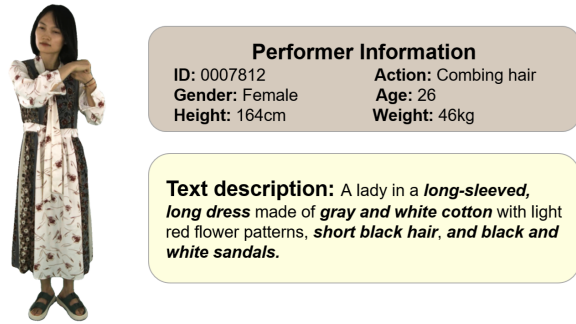 Performer Information
ID: 0007812 Action: Combing hair
Gender: Female Age: 26
Height: 164cm Weight: 46kg
Text description: A lady in a long-sleeved,
long dress made of gray and white cotton with light
red flower patterns, short black hair, and black and
white sandals.